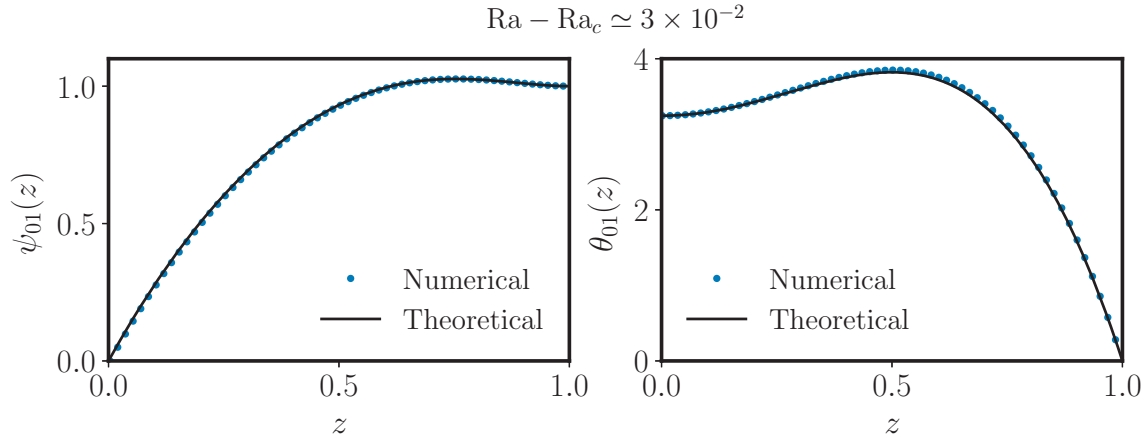 Ra − Ra_c ≃ 3 × 10^{−2}
ψ_{01}(z)
1.0
0.5
0.0
Numerical
Theoretical
0.0
0.5
1.0
z
θ_{01}(z)
4
2
0
Numerical
Theoretical
0.0
0.5
1.0
z